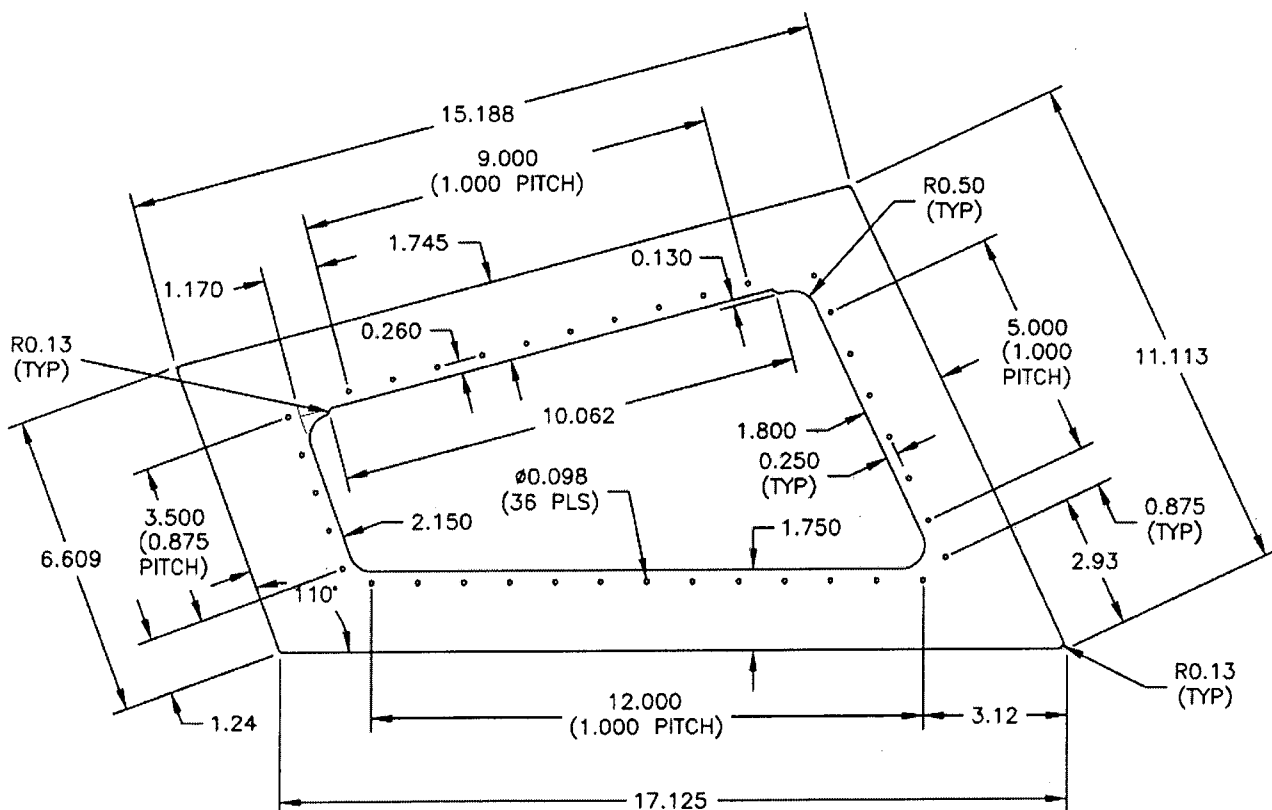 15.188
9.000
(1.000 PITCH)
R0.50
(TYP)
1.745
0.130
1.170
0.260
5.000
(1.000
PITCH)
11.113
R0.13
(TYP)
10.062
1.800
0.250
(TYP)
ø0.098
(36 PLS)
0.875
(TYP)
3.500
(0.875
PITCH)
2.150
1.750
6.609
2.93
110°
R0.13
(TYP)
1.24
12.000
(1.000 PITCH)
3.12
17.125